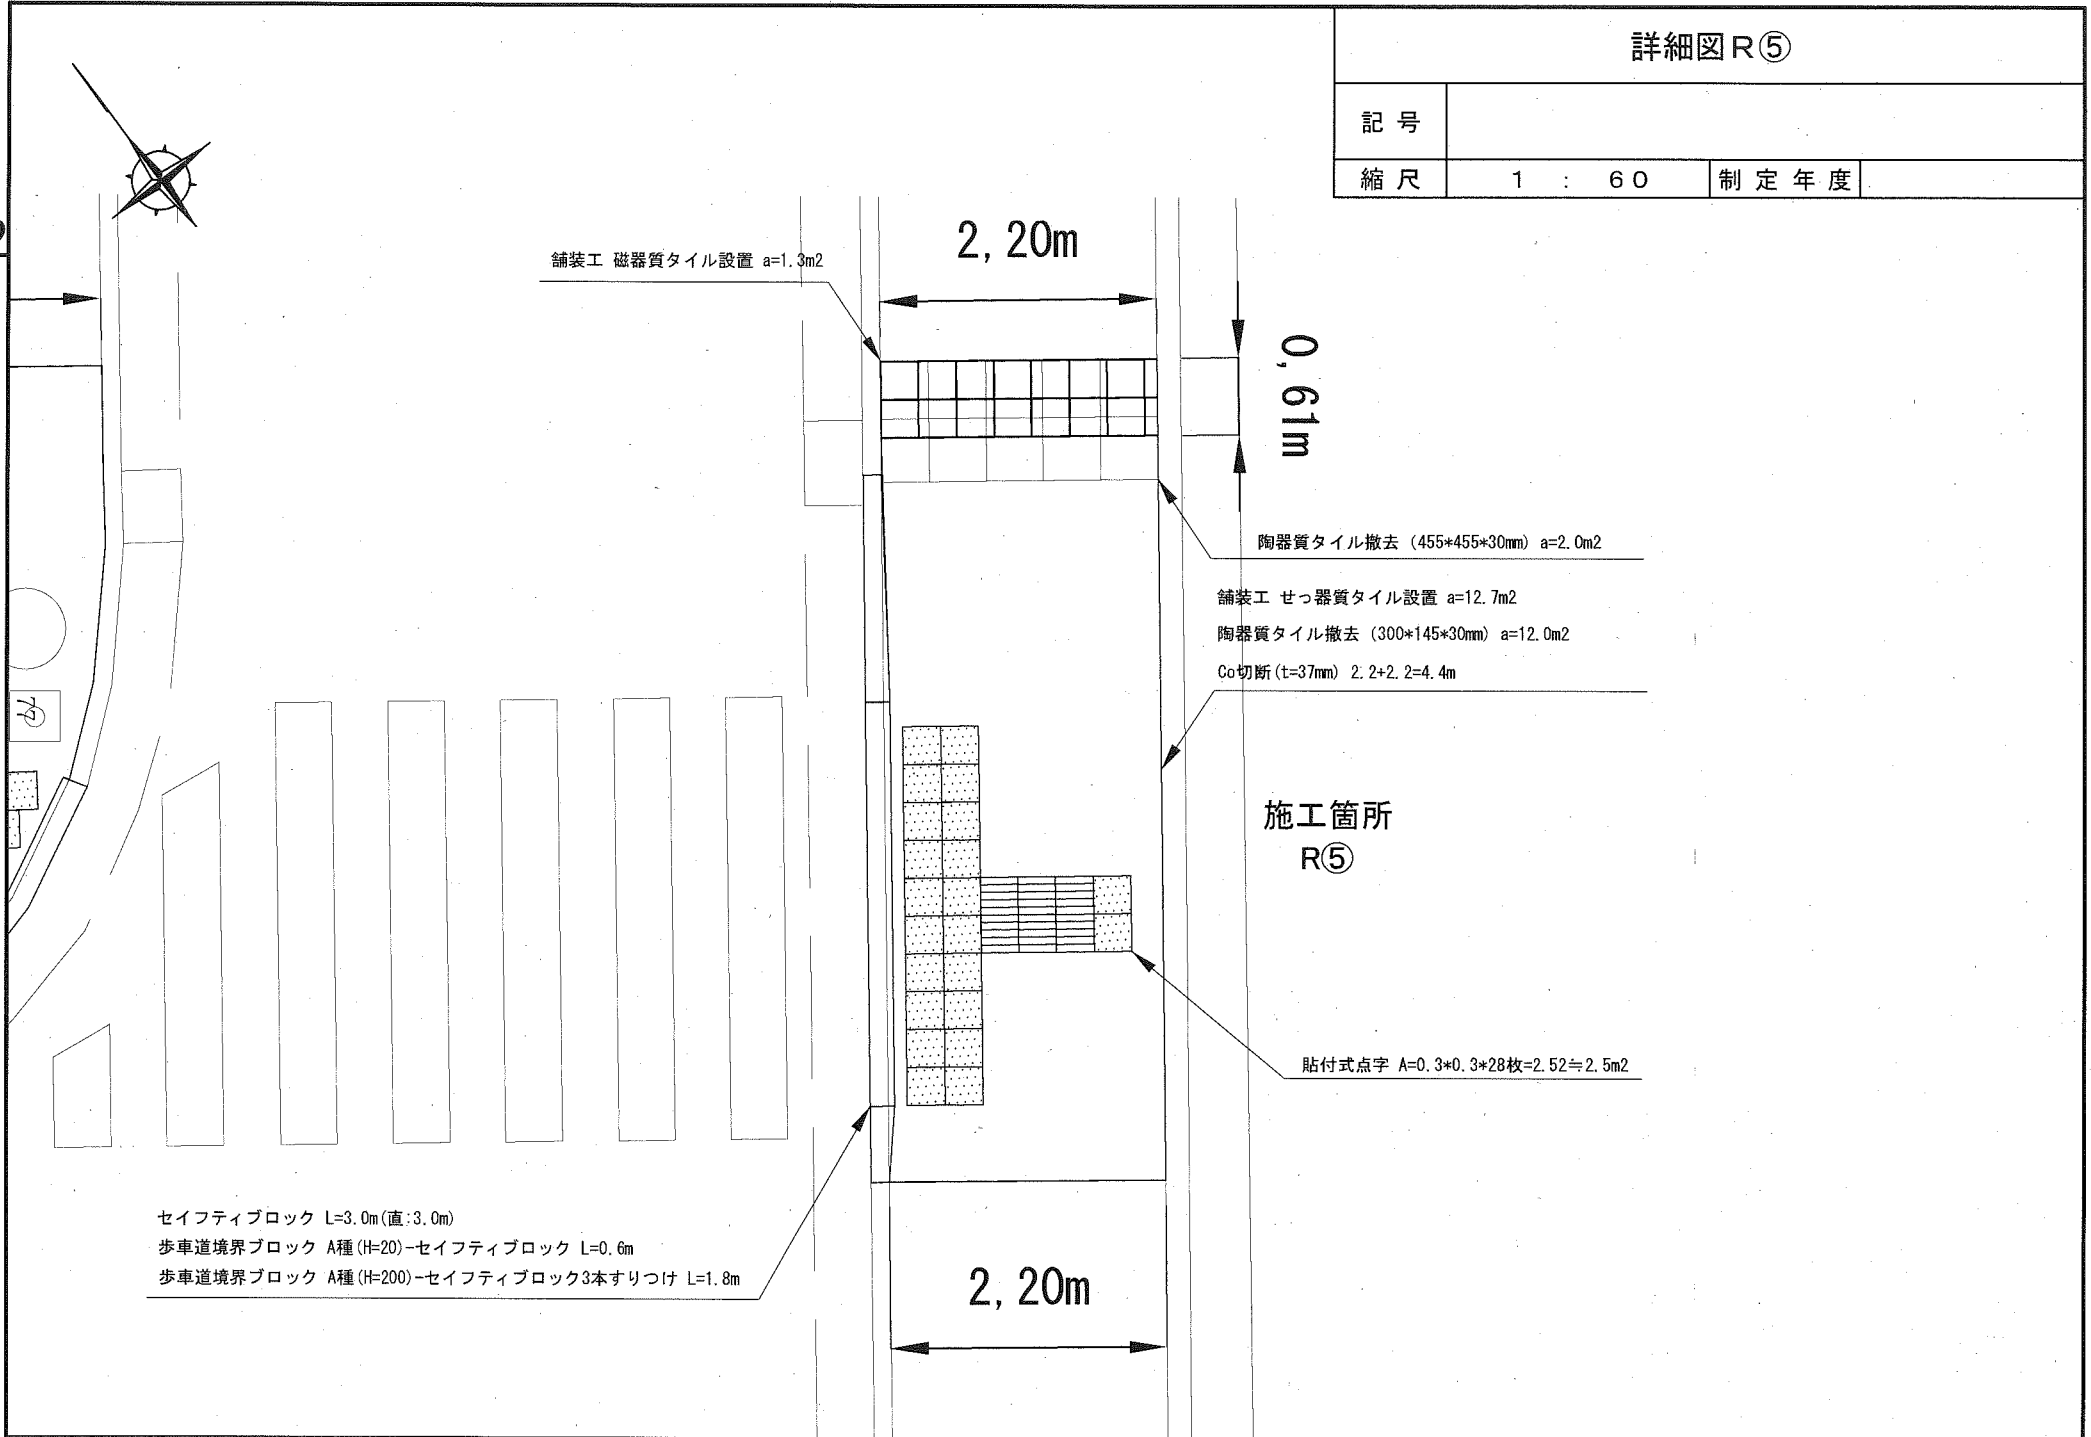 詳細図R⑤
記号
縮尺 1 : 60 制定年度
2,20m
舗装工 磁器質タイル設置 a=1.3m2
0,61m
陶器質タイル撤去 (455*455*30mm) a=2.0m2
舗装工 せっ器質タイル設置 a=12.7m2
陶器質タイル撤去 (300*145*30mm) a=12.0m2
Co切断(t=37mm) 2.2+2.2=4.4m
施工箇所
R⑤
貼付式点字 A=0.3*0.3*28枚=2.52≒2.5m2
セイフティブロック L=3.0m(直:3.0m)
歩車道境界ブロック A種(H=20)-セイフティブロック L=0.6m
歩車道境界ブロック A種(H=200)-セイフティブロック3本すりつけ L=1.8m
2,20m